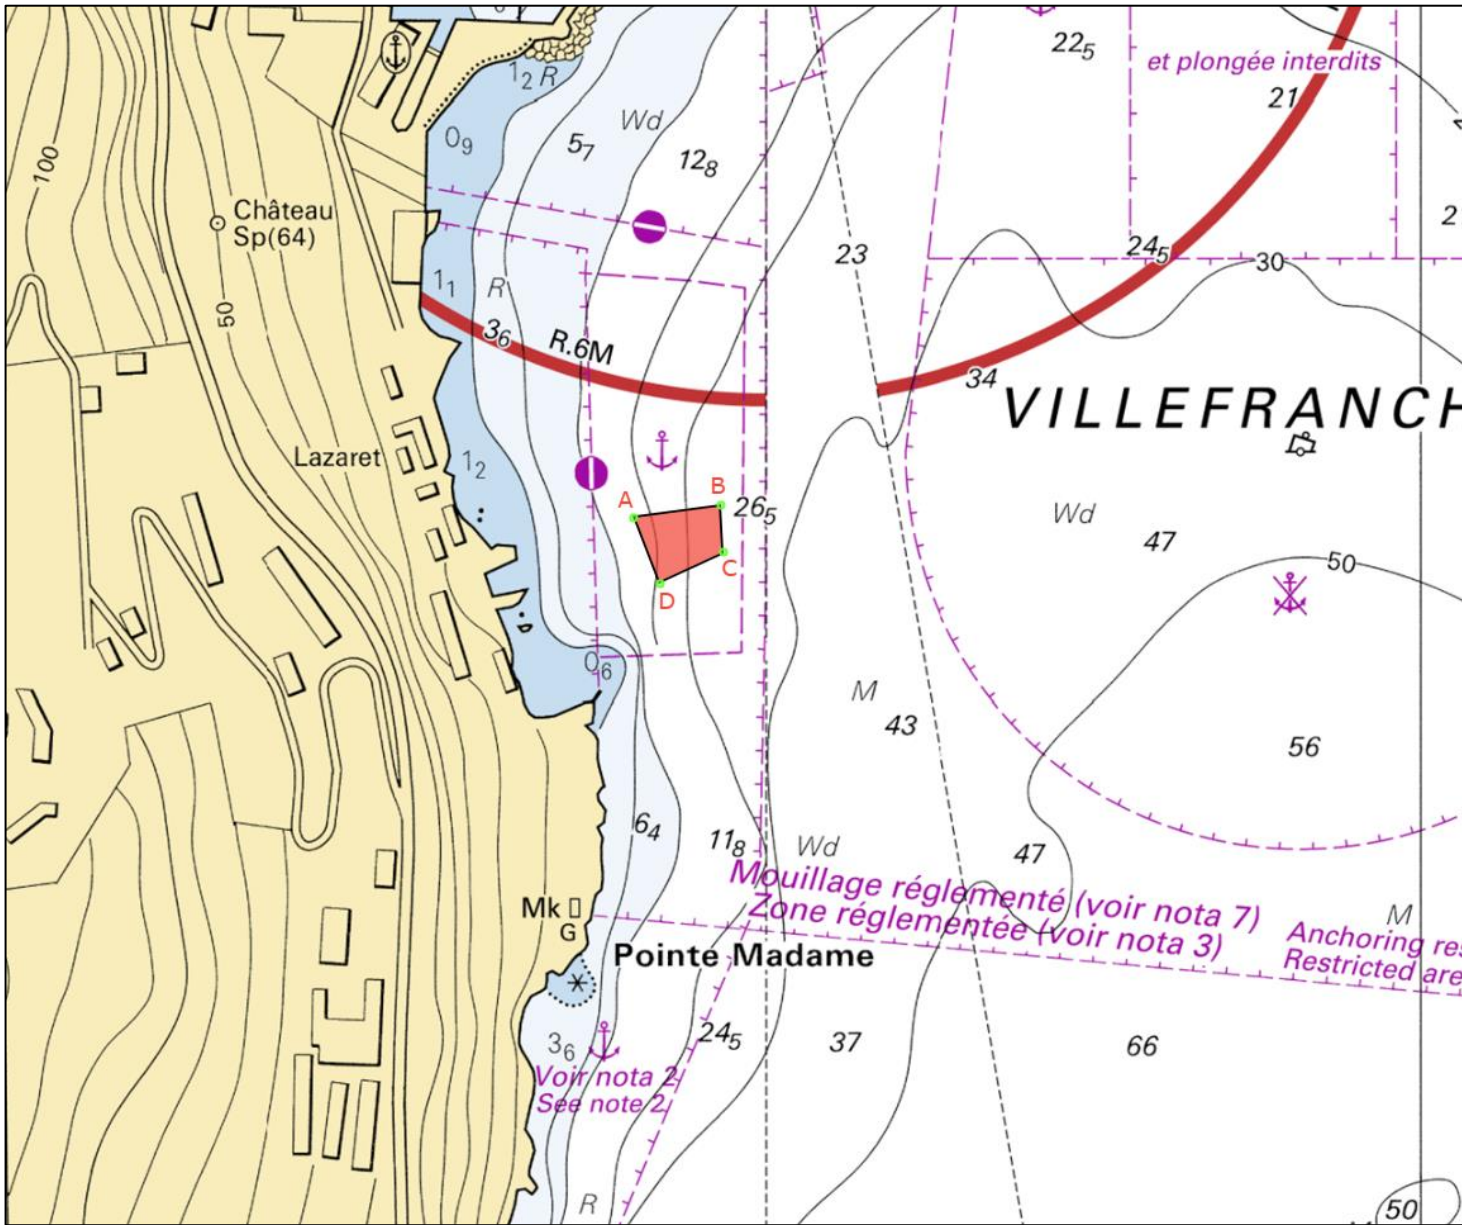 22₅
et plongée interdits
1₂ R
21
Wd
0₉
5₇
12₈
100
Château
Sp(64)
2
23
24₅
30
1₁
R
50
3₆
R.6M
34
VILLEFRANCH
Lazaret
1₂
A
B
26₅
Wd
47
C
50
D
0₆
M
43
56
6₄
11₈
Wd
47
Mouillage réglementé (voir nota 7)
Zone réglementée (voir nota 3)
Mk
G
M
Anchoring res
Restricted are
Pointe Madame
3₆
24₅
37
66
Voir nota 2
See note 2
R
50